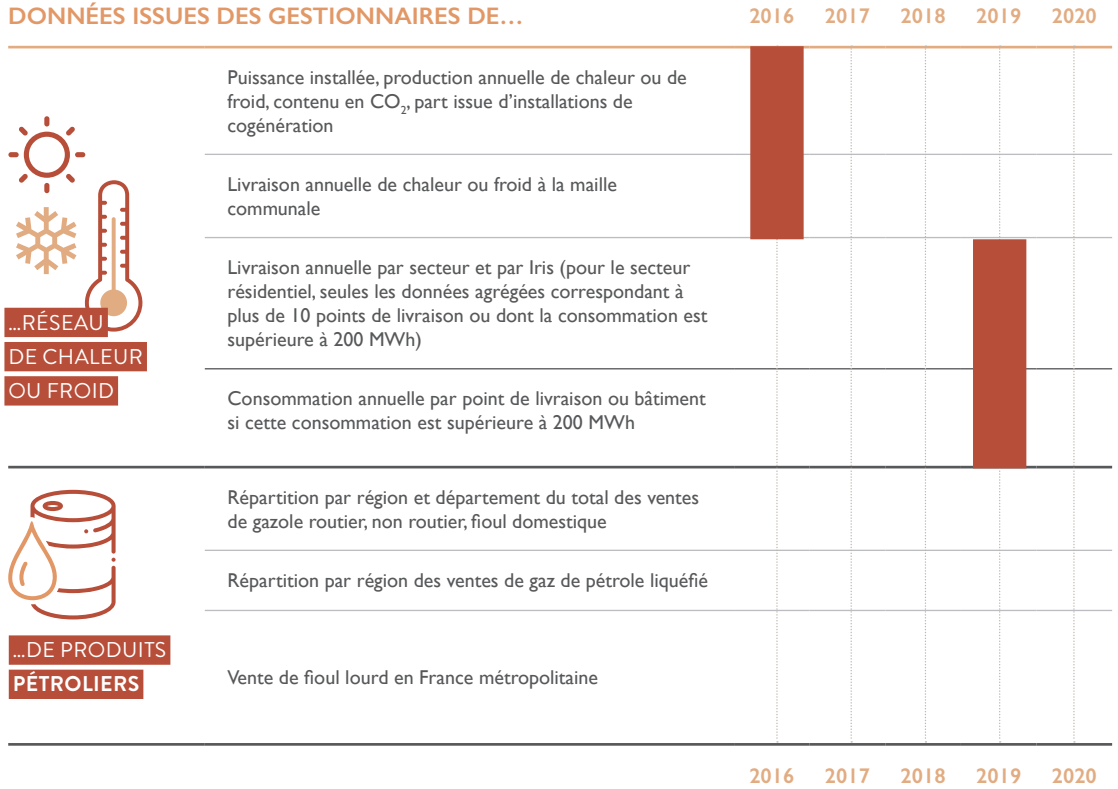 DONNÉES ISSUES DES GESTIONNAIRES DE…
2016 2017 2018 2019 2020
Puissance installée, production annuelle de chaleur ou de
froid, contenu en CO₂, part issue d’installations de
cogénération
Livraison annuelle de chaleur ou froid à la maille
communale
Livraison annuelle par secteur et par Iris (pour le secteur
résidentiel, seules les données agrégées correspondant à
plus de 10 points de livraison ou dont la consommation est
supérieure à 200 MWh)
Consommation annuelle par point de livraison ou bâtiment
si cette consommation est supérieure à 200 MWh
...RÉSEAU
DE CHALEUR
OU FROID
Répartition par région et département du total des ventes
de gazole routier, non routier, fioul domestique
Répartition par région des ventes de gaz de pétrole liquéfié
Vente de fioul lourd en France métropolitaine
...DE PRODUITS
PÉTROLIERS
2016 2017 2018 2019 2020